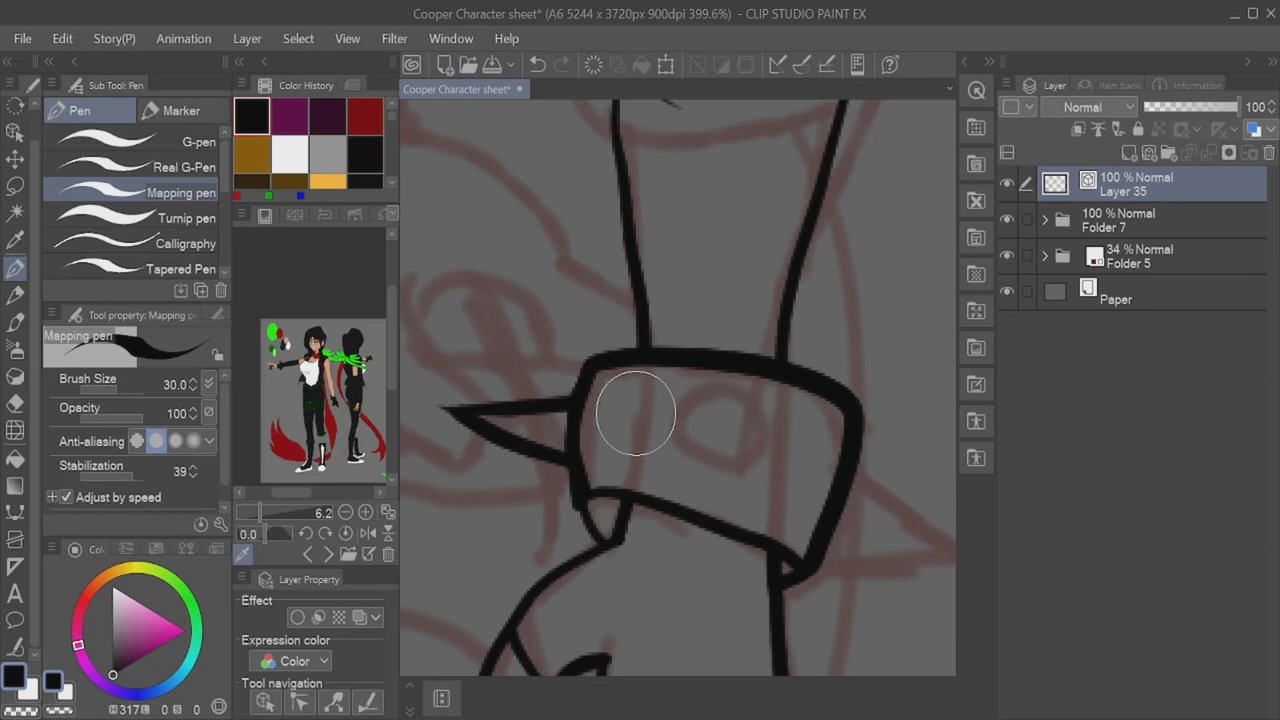 Cooper Character sheet* (A6 5244 x 3720px 900dpi 399.6%) - CLIP STUDIO PAINT EX
File Edit Story(P) Animation Layer Select View Filter Window Help
Sub Tool: Pen
Color History
Cooper Character sheet*
Layer
Item bank
Information
Pen
Marker
Normal
100
G-pen
Real G-Pen
Mapping pen
Turnip pen
Calligraphy
Tapered Pen
100 % Normal
Layer 35
100 % Normal
Folder 7
34 % Normal
Folder 5
Paper
Tool property: Mapping p
Mapping pen
Brush Size 30.0
Opacity 100
Anti-aliasing
Stabilization 39
Adjust by speed
6.2
0.0
Layer Property
Effect
Expression color
Color
Tool navigation
H 317 L 0 S 0